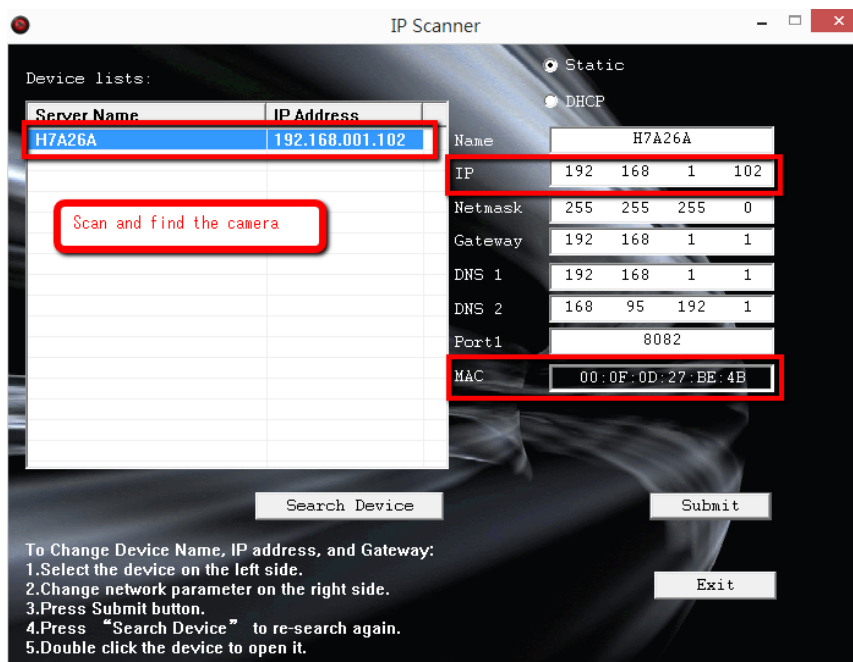 IP Scanner
Static
DHCP
Device lists:
Server Name IP Address
H7A26A 192.168.001.102
Scan and find the camera
Name H7A26A
IP 192 168 1 102
Netmask 255 255 255 0
Gateway 192 168 1 1
DNS 1 192 168 1 1
DNS 2 168 95 192 1
Port1 8082
MAC 00:0F:0D:27:BE:4B
Search Device
Submit
Exit
To Change Device Name, IP address, and Gateway:
1.Select the device on the left side.
2.Change network parameter on the right side.
3.Press Submit button.
4.Press “Search Device” to re-search again.
5.Double click the device to open it.